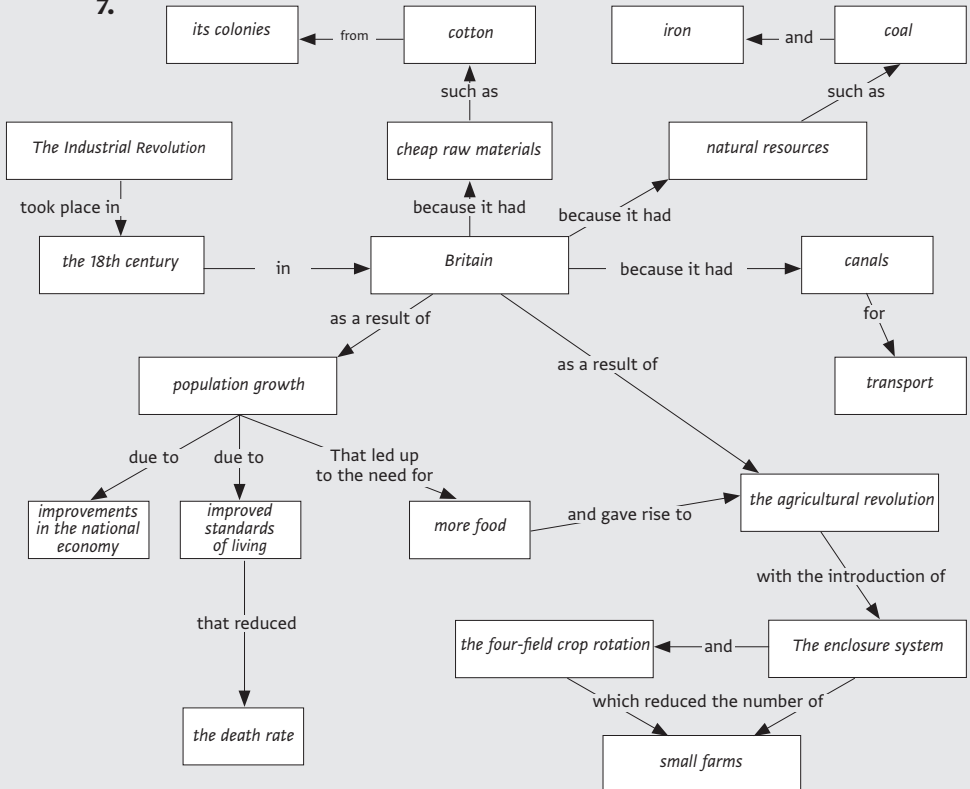 7.
its colonies
from
cotton
iron
and
coal
such as
such as
The Industrial Revolution
cheap raw materials
natural resources
took place in
because it had
because it had
the 18th century
in
Britain
because it had
canals
as a result of
for
as a result of
population growth
transport
due to
due to
That led up
to the need for
improvements
in the national
economy
improved
standards
of living
more food
and gave rise to
the agricultural revolution
with the introduction of
that reduced
the four-field crop rotation
and
The enclosure system
which reduced the number of
the death rate
small farms